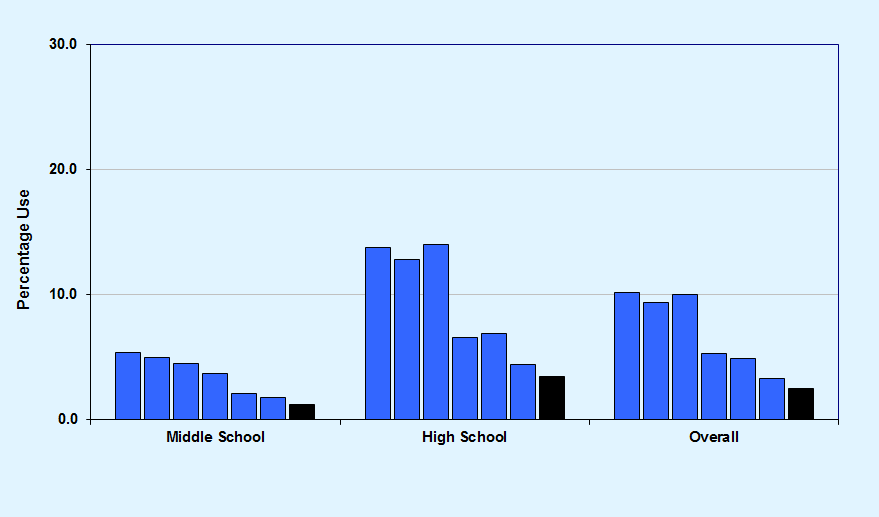 30.0
20.0
10.0
0.0
Percentage Use
Middle School
High School
Overall